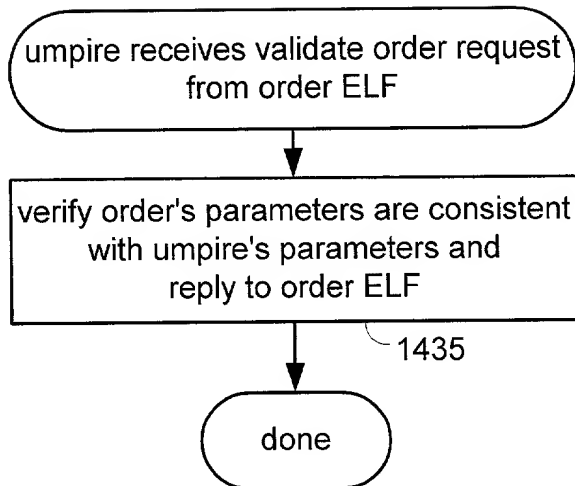 umpire receives validate order request
from order ELF
verify order's parameters are consistent
with umpire's parameters and
reply to order ELF
1435
done